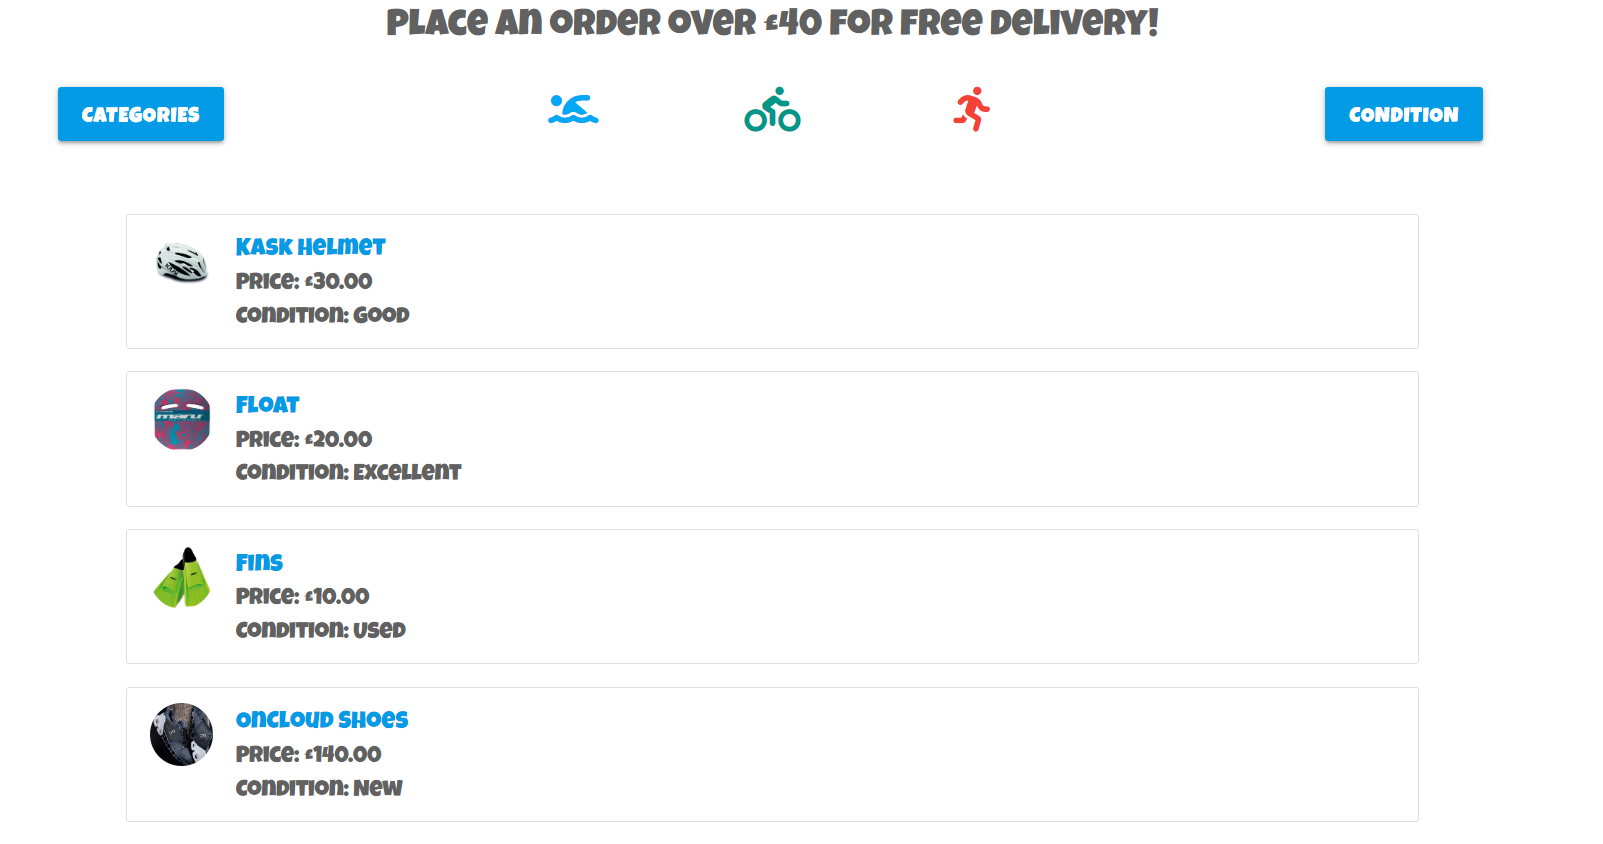 Place an order over £40 for free delivery!
CATEGORIES
CONDITION
Kask Helmet
Price: £30.00
Condition: Good
maru
Float
Price: £20.00
Condition: Excellent
Fins
Price: £10.00
Condition: Used
OnCloud Shoes
Price: £140.00
Condition: New